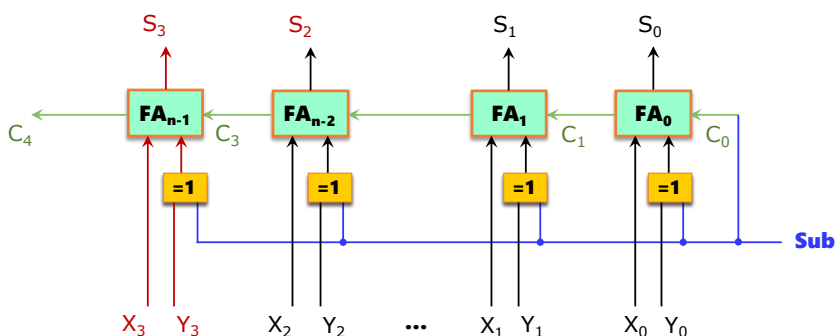 S₃ S₂ S₁ S₀
FAₙ₋₁ FAₙ₋₂ FA₁ FA₀
C₄ C₃ C₁ C₀
=1 =1 =1 =1
Sub
X₃ Y₃ X₂ Y₂ ... X₁ Y₁ X₀ Y₀